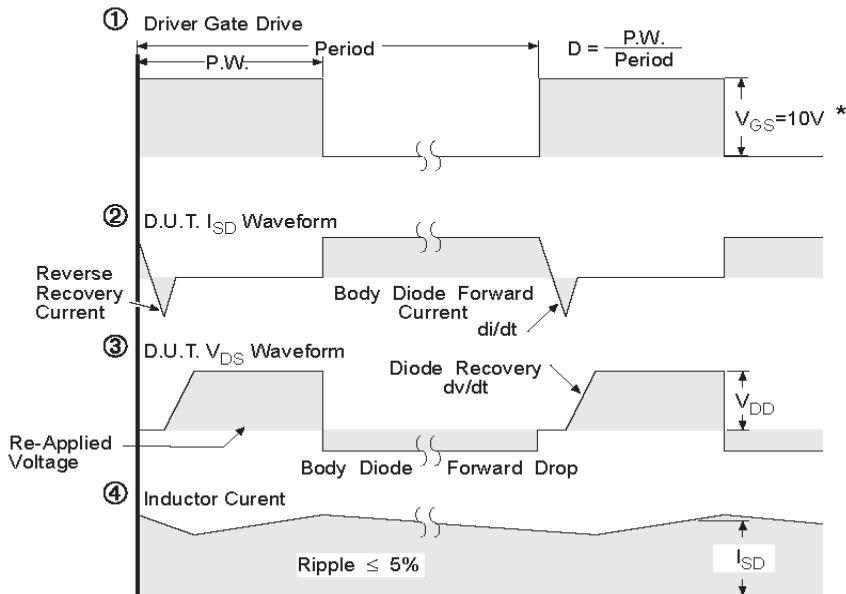 ① Driver Gate Drive
Period
P.W.
D = P.W. / Period
V_GS=10V *
② D.U.T. I_SD Waveform
Reverse
Recovery
Current
Body Diode Forward
Current
di/dt
③ D.U.T. V_DS Waveform
Diode Recovery
dv/dt
V_DD
Re-Applied
Voltage
Body Diode Forward Drop
④ Inductor Curent
Ripple ≤ 5%
I_SD